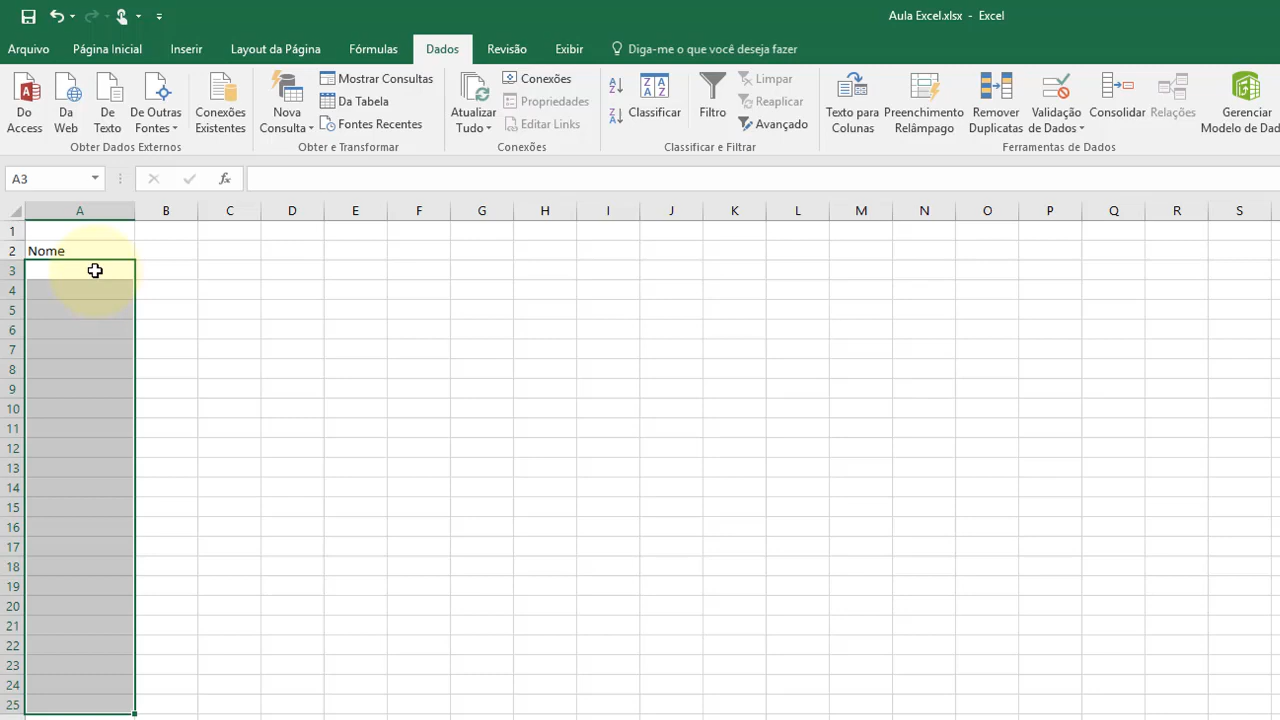 Aula Excel.xlsx - Excel
Arquivo Página Inicial Inserir Layout da Página Fórmulas Dados Revisão Exibir Diga-me o que você deseja fazer
Do Access
Da Web
De Texto
De Outras Fontes
Conexões Existentes
Obter Dados Externos
Nova Consulta
Mostrar Consultas
Da Tabela
Fontes Recentes
Obter e Transformar
Atualizar Tudo
Conexões
Propriedades
Editar Links
Conexões
Classificar
Filtro
Limpar
Reaplicar
Avançado
Classificar e Filtrar
Texto para Colunas
Preenchimento Relâmpago
Remover Duplicatas
Validação de Dados
Consolidar
Relações
Gerenciar Modelo de Dad
Ferramentas de Dados
A3 fx
A B C D E F G H I J K L M N O P Q R S
1
2 Nome
3
4
5
6
7
8
9
10
11
12
13
14
15
16
17
18
19
20
21
22
23
24
25